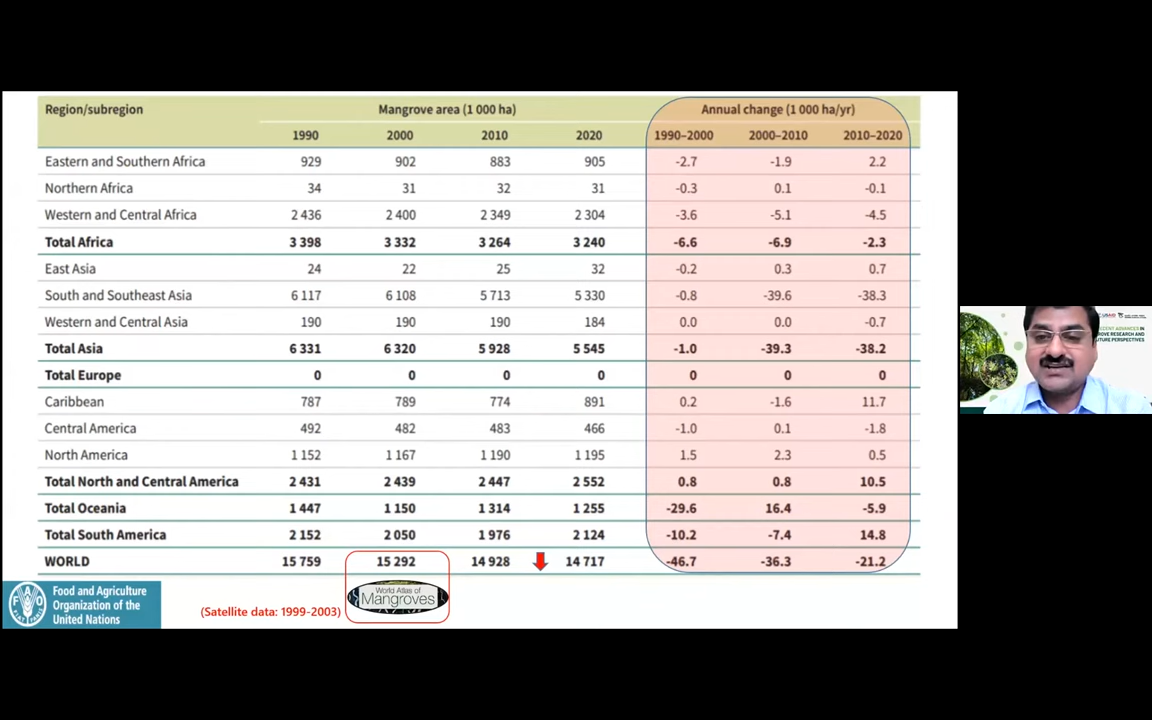 Region/subregion Mangrove area (1 000 ha) Annual change (1 000 ha/yr)
1990 2000 2010 2020 1990–2000 2000–2010 2010–2020
Eastern and Southern Africa 929 902 883 905 -2.7 -1.9 2.2
Northern Africa 34 31 32 31 -0.3 0.1 -0.1
Western and Central Africa 2 436 2 400 2 349 2 304 -3.6 -5.1 -4.5
Total Africa 3 398 3 332 3 264 3 240 -6.6 -6.9 -2.3
East Asia 24 22 25 32 -0.2 0.3 0.7
South and Southeast Asia 6 117 6 108 5 713 5 330 -0.8 -39.6 -38.3
Western and Central Asia 190 190 190 184 0.0 0.0 -0.7
Total Asia 6 331 6 320 5 928 5 545 -1.0 -39.3 -38.2
Total Europe 0 0 0 0 0 0 0
Caribbean 787 789 774 891 0.2 -1.6 11.7
Central America 492 482 483 466 -1.0 0.1 -1.8
North America 1 152 1 167 1 190 1 195 1.5 2.3 0.5
Total North and Central America 2 431 2 439 2 447 2 552 0.8 0.8 10.5
Total Oceania 1 447 1 150 1 314 1 255 -29.6 16.4 -5.9
Total South America 2 152 2 050 1 976 2 124 -10.2 -7.4 14.8
WORLD 15 759 15 292 14 928 14 717 -46.7 -36.3 -21.2
World Atlas of
Mangroves
(Satellite data: 1999-2003)
FAO
FIAT PANIS
Food and Agriculture
Organization of the
United Nations
USAID
RECENT ADVANCES IN
RESEARCH AND
PERSPECTIVES